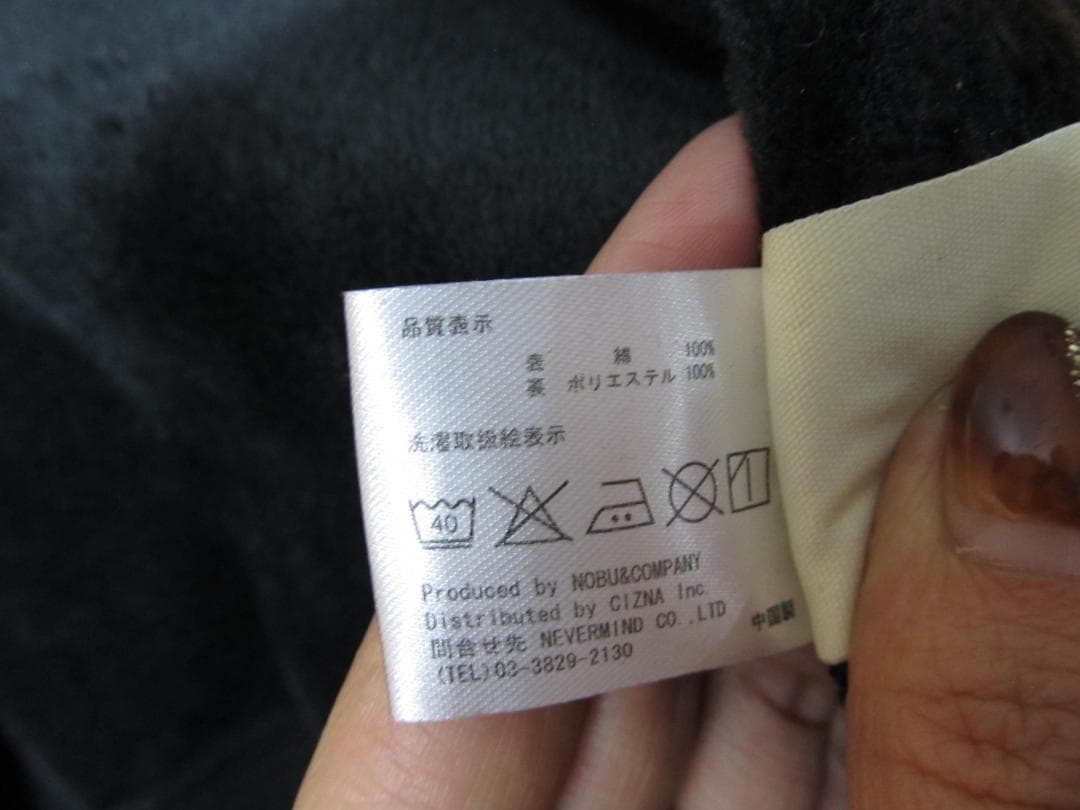 品質表示
表 綿 100%
裏 ポリエステル 100%
洗濯取扱絵表示
40
Produced by NOBU&COMPANY
Distributed by CIZNA Inc.
問合せ先 NEVERMIND CO.,LTD
(TEL)03-3829-2130
中国製